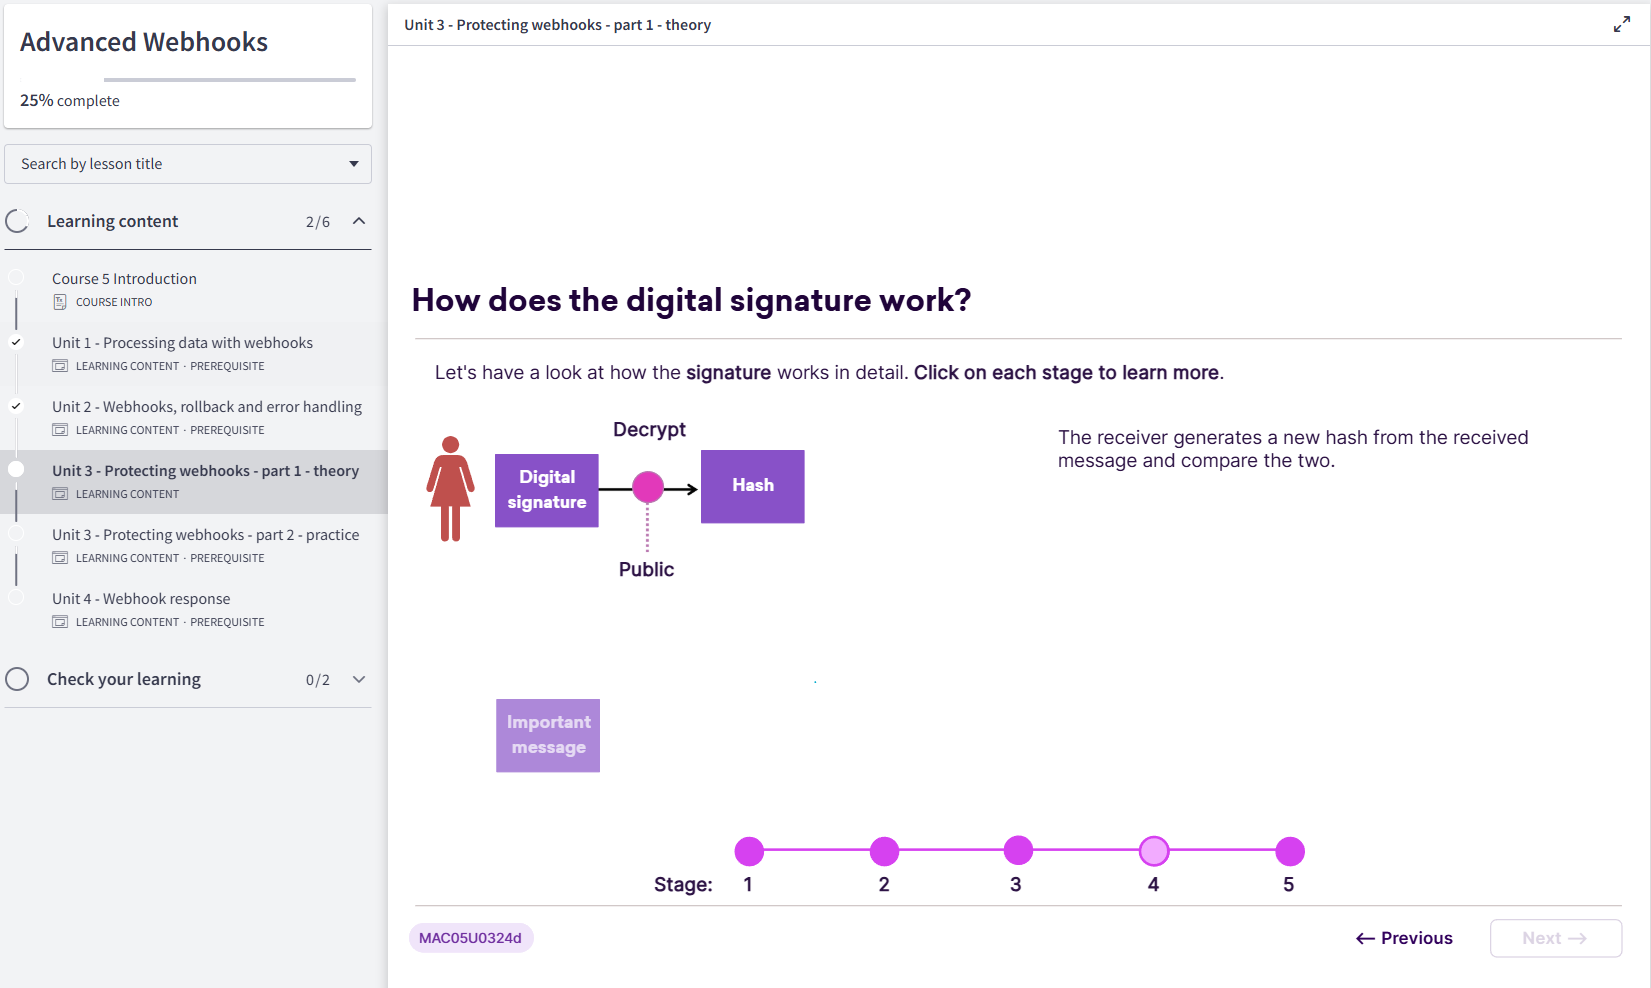 Advanced Webhooks
25% complete
Search by lesson title
Learning content 2/6
Course 5 Introduction
COURSE INTRO
Unit 1 - Processing data with webhooks
LEARNING CONTENT · PREREQUISITE
Unit 2 - Webhooks, rollback and error handling
LEARNING CONTENT · PREREQUISITE
Unit 3 - Protecting webhooks - part 1 - theory
LEARNING CONTENT
Unit 3 - Protecting webhooks - part 2 - practice
LEARNING CONTENT · PREREQUISITE
Unit 4 - Webhook response
LEARNING CONTENT · PREREQUISITE
Check your learning 0/2
Unit 3 - Protecting webhooks - part 1 - theory
How does the digital signature work?
Let's have a look at how the signature works in detail. Click on each stage to learn more.
Decrypt
Digital
signature
Hash
Public
The receiver generates a new hash from the received
message and compare the two.
Important
message
Stage: 1 2 3 4 5
MAC05U0324d
← Previous
Next →